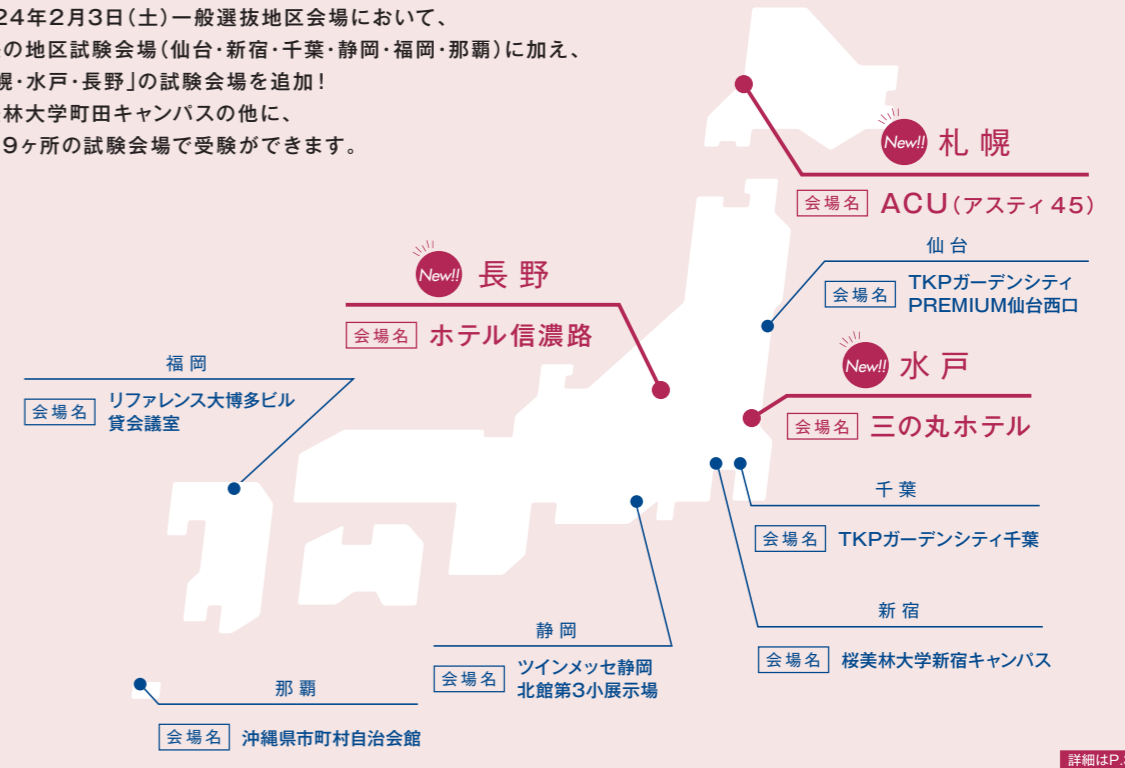 24年2月3日(土)一般選抜地区会場において、
の地区試験会場(仙台・新宿・千葉・静岡・福岡・那覇)に加え、
幌・水戸・長野」の試験会場を追加!
林大学町田キャンパスの他に、
9ヶ所の試験会場で受験ができます。
New!! 札幌
会場名 ACU(アスティ45)
仙台
会場名 TKPガーデンシティ
PREMIUM仙台西口
New!! 長野
会場名 ホテル信濃路
New!! 水戸
会場名 三の丸ホテル
福岡
会場名 リファレンス大博多ビル
貸会議室
千葉
会場名 TKPガーデンシティ千葉
新宿
会場名 桜美林大学新宿キャンパス
静岡
会場名 ツインメッセ静岡
北館第3小展示場
那覇
会場名 沖縄県市町村自治会館
詳細はP.